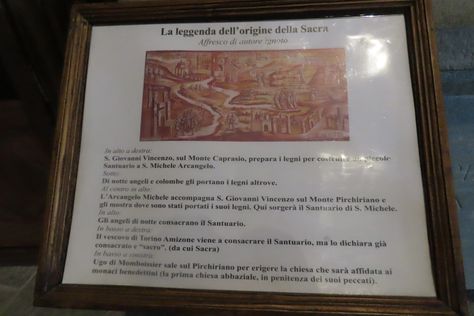 La leggenda dell'origine della Sacra
Affresco di autore ignoto
In alto a destra:
S. Giovanni Vincenzo, sul Monte Caprasio, prepara i legni per costruire un piccolo
Santuario a S. Michele Arcangelo.
Sotto:
Di notte angeli e colombe gli portano i legni altrove.
Al centro in alto:
L'Arcangelo Michele accompagna S. Giovanni Vincenzo sul Monte Pirchiriano e
gli mostra dove sono stati portati i suoi legni. Qui sorgerà il Santuario di S. Michele.
In alto:
Gli angeli di notte consacrano il Santuario.
In basso a destra:
Il vescovo di Torino Amizone viene a consacrare il Santuario, ma lo dichiara già
consacrato e "sacro". (da cui Sacra)
In basso a sinistra:
Ugo di Momboissier sale sul Pirchiriano per erigere la chiesa che sarà affidata ai
monaci benedettini (la prima chiesa abbaziale, in penitenza dei suoi peccati).